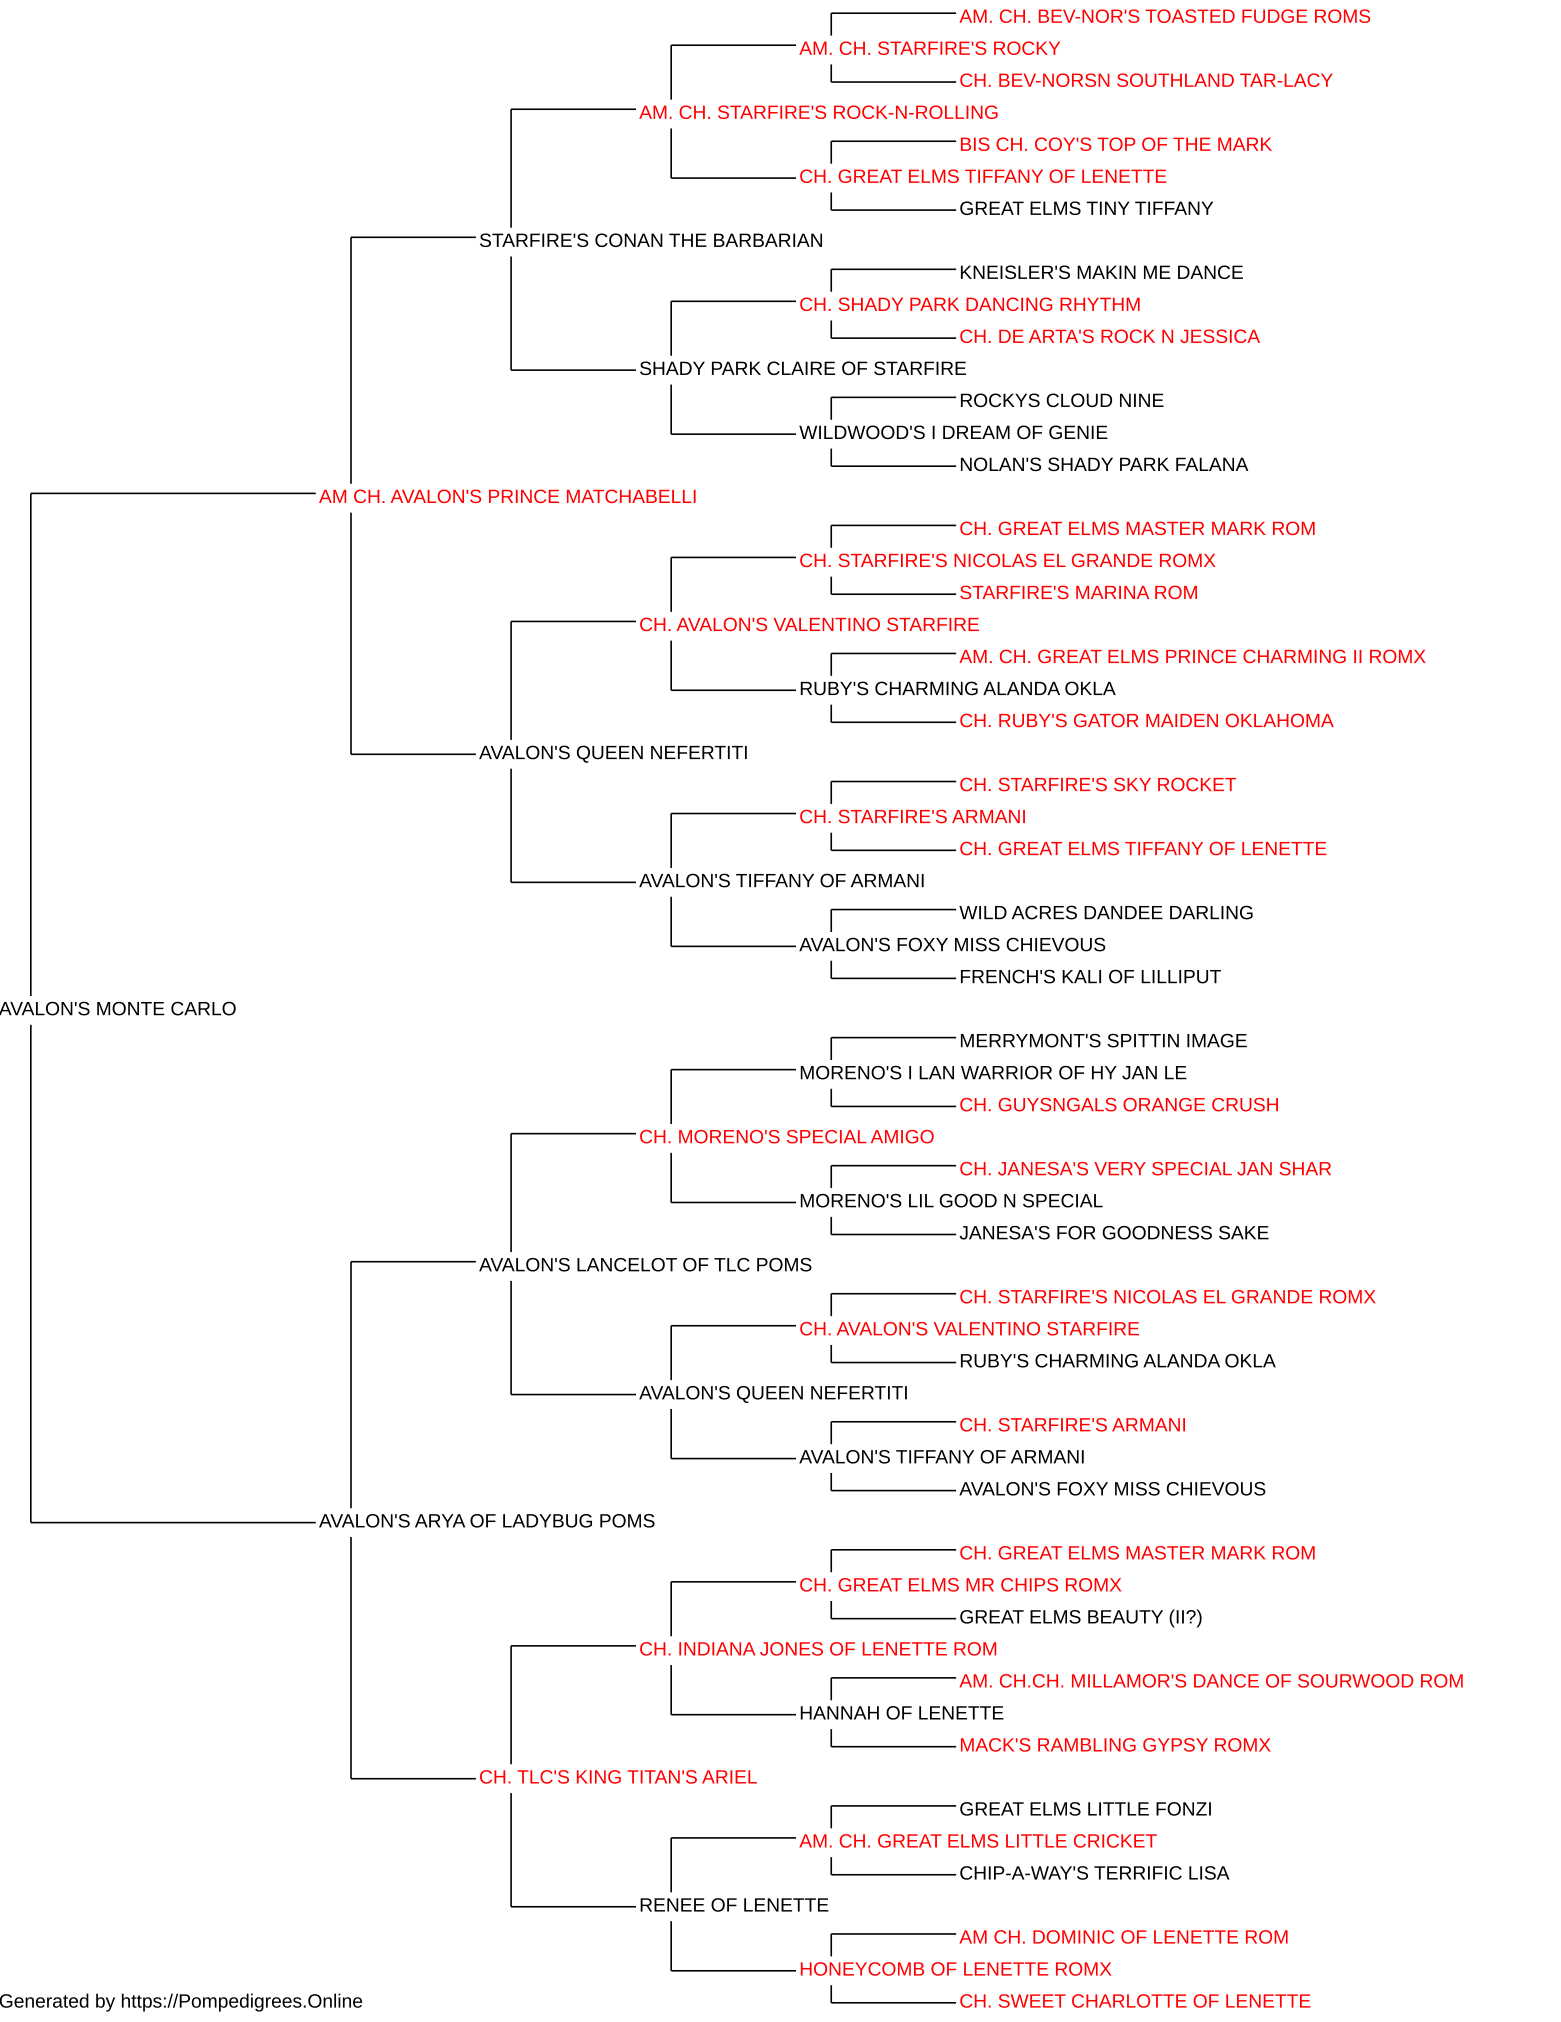 AM. CH. BEV-NOR'S TOASTED FUDGE ROMS
AM. CH. STARFIRE'S ROCKY
CH. BEV-NORSN SOUTHLAND TAR-LACY
AM. CH. STARFIRE'S ROCK-N-ROLLING
BIS CH. COY'S TOP OF THE MARK
CH. GREAT ELMS TIFFANY OF LENETTE
GREAT ELMS TINY TIFFANY
STARFIRE'S CONAN THE BARBARIAN
KNEISLER'S MAKIN ME DANCE
CH. SHADY PARK DANCING RHYTHM
CH. DE ARTA'S ROCK N JESSICA
SHADY PARK CLAIRE OF STARFIRE
ROCKYS CLOUD NINE
WILDWOOD'S I DREAM OF GENIE
NOLAN'S SHADY PARK FALANA
AM CH. AVALON'S PRINCE MATCHABELLI
CH. GREAT ELMS MASTER MARK ROM
CH. STARFIRE'S NICOLAS EL GRANDE ROMX
STARFIRE'S MARINA ROM
CH. AVALON'S VALENTINO STARFIRE
AM. CH. GREAT ELMS PRINCE CHARMING II ROMX
RUBY'S CHARMING ALANDA OKLA
CH. RUBY'S GATOR MAIDEN OKLAHOMA
AVALON'S QUEEN NEFERTITI
CH. STARFIRE'S SKY ROCKET
CH. STARFIRE'S ARMANI
CH. GREAT ELMS TIFFANY OF LENETTE
AVALON'S TIFFANY OF ARMANI
WILD ACRES DANDEE DARLING
AVALON'S FOXY MISS CHIEVOUS
FRENCH'S KALI OF LILLIPUT
AVALON'S MONTE CARLO
MERRYMONT'S SPITTIN IMAGE
MORENO'S I LAN WARRIOR OF HY JAN LE
CH. GUYSNGALS ORANGE CRUSH
CH. MORENO'S SPECIAL AMIGO
CH. JANESA'S VERY SPECIAL JAN SHAR
MORENO'S LIL GOOD N SPECIAL
JANESA'S FOR GOODNESS SAKE
AVALON'S LANCELOT OF TLC POMS
CH. STARFIRE'S NICOLAS EL GRANDE ROMX
CH. AVALON'S VALENTINO STARFIRE
RUBY'S CHARMING ALANDA OKLA
AVALON'S QUEEN NEFERTITI
CH. STARFIRE'S ARMANI
AVALON'S TIFFANY OF ARMANI
AVALON'S FOXY MISS CHIEVOUS
AVALON'S ARYA OF LADYBUG POMS
CH. GREAT ELMS MASTER MARK ROM
CH. GREAT ELMS MR CHIPS ROMX
GREAT ELMS BEAUTY (II?)
CH. INDIANA JONES OF LENETTE ROM
AM. CH.CH. MILLAMOR'S DANCE OF SOURWOOD ROM
HANNAH OF LENETTE
MACK'S RAMBLING GYPSY ROMX
CH. TLC'S KING TITAN'S ARIEL
GREAT ELMS LITTLE FONZI
AM. CH. GREAT ELMS LITTLE CRICKET
CHIP-A-WAY'S TERRIFIC LISA
RENEE OF LENETTE
AM CH. DOMINIC OF LENETTE ROM
HONEYCOMB OF LENETTE ROMX
CH. SWEET CHARLOTTE OF LENETTE
Generated by https://Pompedigrees.Online